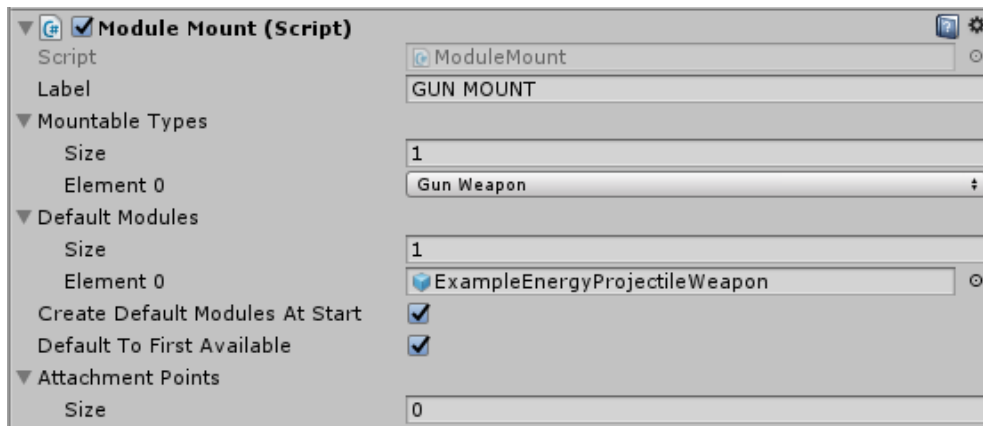 Module Mount (Script)
Script ModuleMount
Label GUN MOUNT
Mountable Types
Size 1
Element 0 Gun Weapon
Default Modules
Size 1
Element 0 ExampleEnergyProjectileWeapon
Create Default Modules At Start
Default To First Available
Attachment Points
Size 0